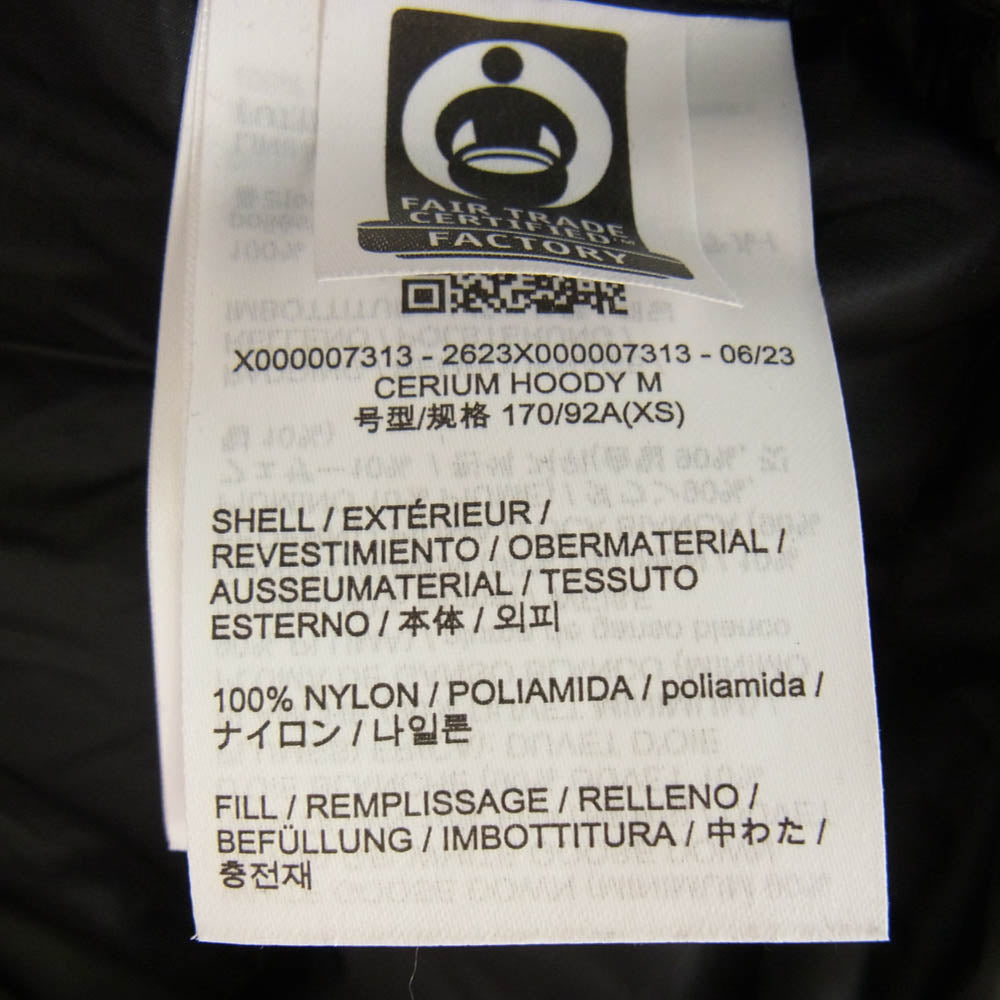 FAIR TRADE
CERTIFIED™
FACTORY
X000007313 - 2623X000007313 - 06/23
CERIUM HOODY M
号型/规格 170/92A(XS)
SHELL / EXTÉRIEUR /
REVESTIMIENTO / OBERMATERIAL /
AUSSEUMATERIAL / TESSUTO
ESTERNO / 本体 / 외피
100% NYLON / POLIAMIDA / poliamida /
ナイロン / 나일론
FILL / REMPLISSAGE / RELLENO /
BEFÜLLUNG / IMBOTTITURA / 中わた /
충전재